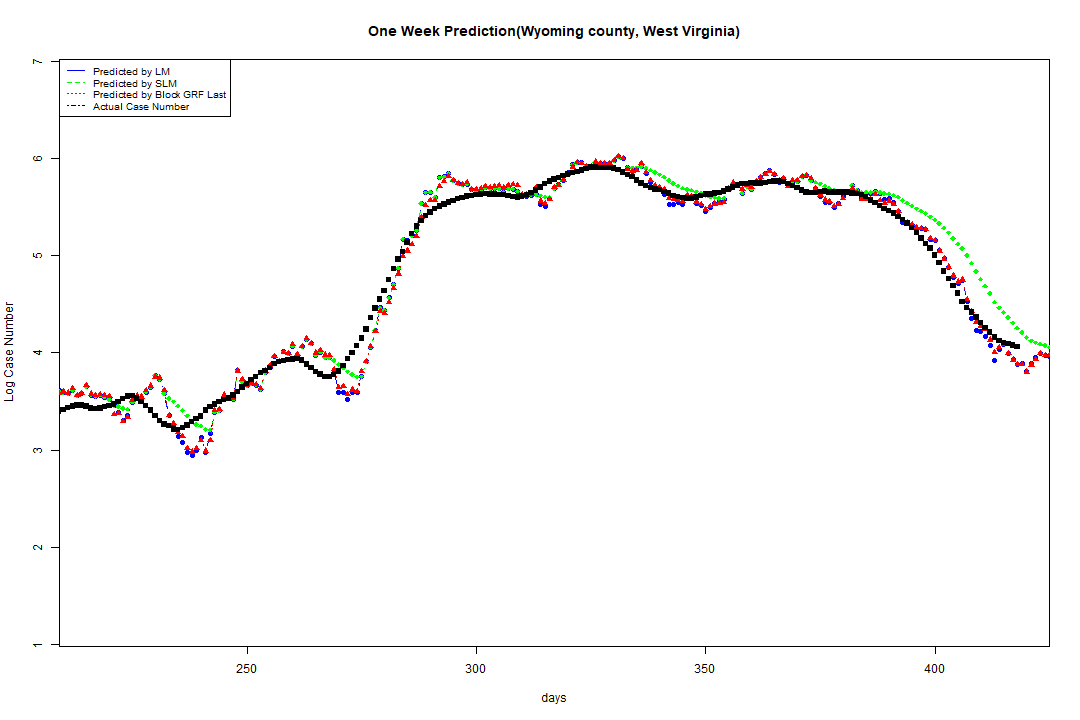 One Week Prediction(Wyoming county, West Virginia)
Predicted by LM
Predicted by SLM
Predicted by Block GRF Last
Actual Case Number
7
6
5
4
3
2
1
Log Case Number
250 300 350 400
days